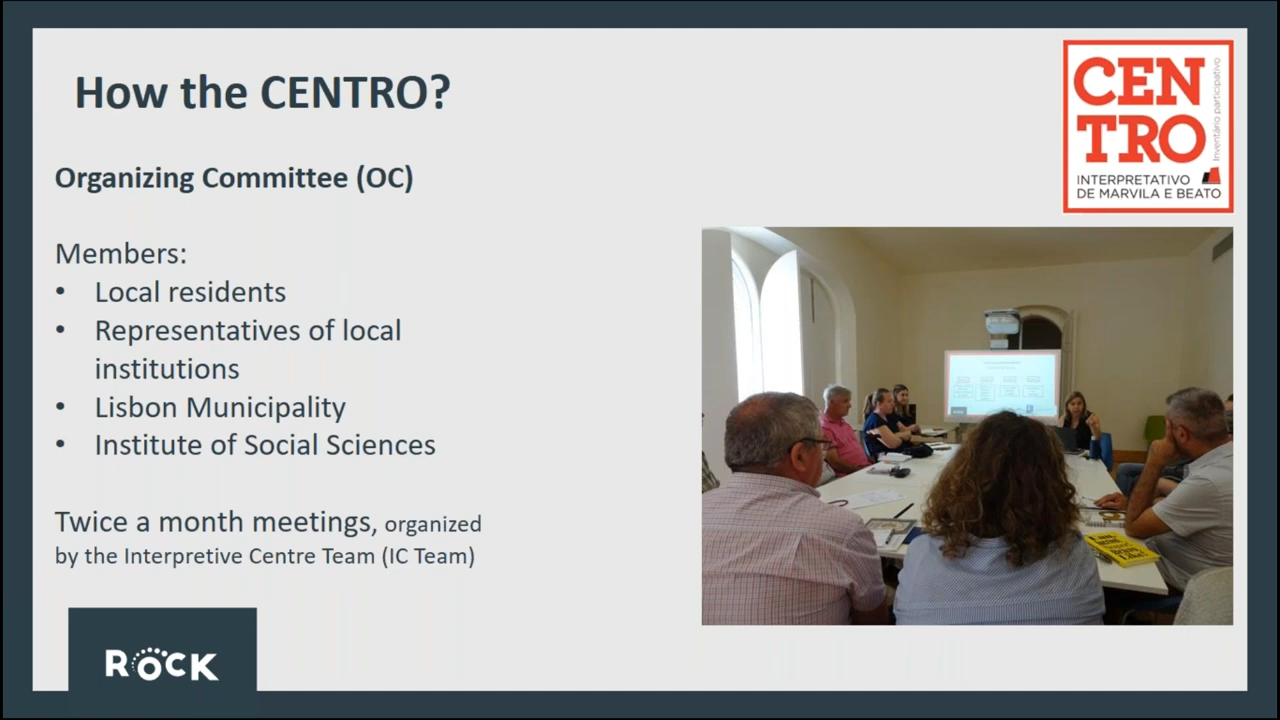 How the CENTRO?
CEN
TRO
Inventário participativo
INTERPRETATIVO
DE MARVILA E BEATO
Organizing Committee (OC)
Members:
• Local residents
• Representatives of local
institutions
• Lisbon Municipality
• Institute of Social Sciences
Twice a month meetings, organized
by the Interpretive Centre Team (IC Team)
ROCK